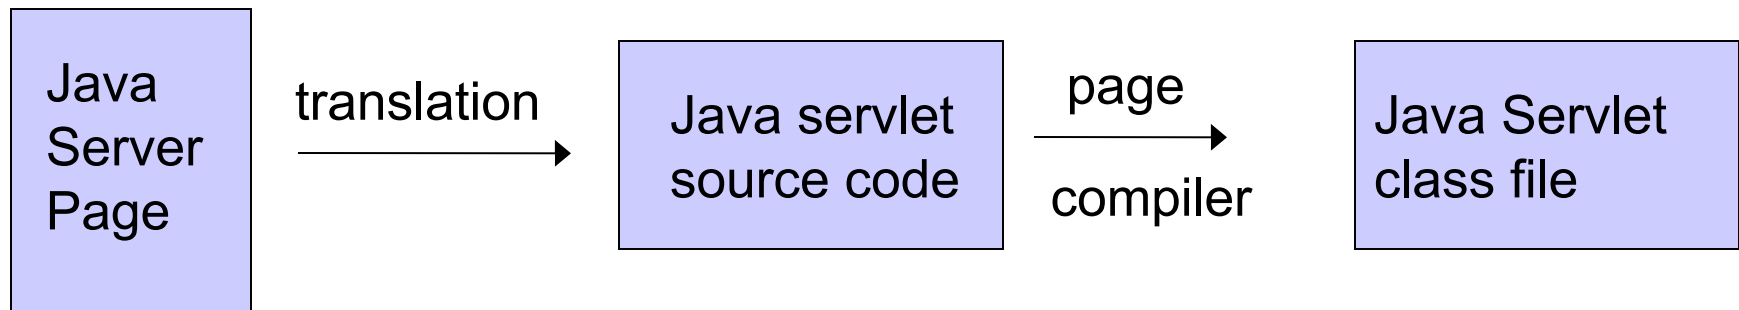 Java
Server
Page
translation
Java servlet
source code
page
compiler
Java Servlet
class file